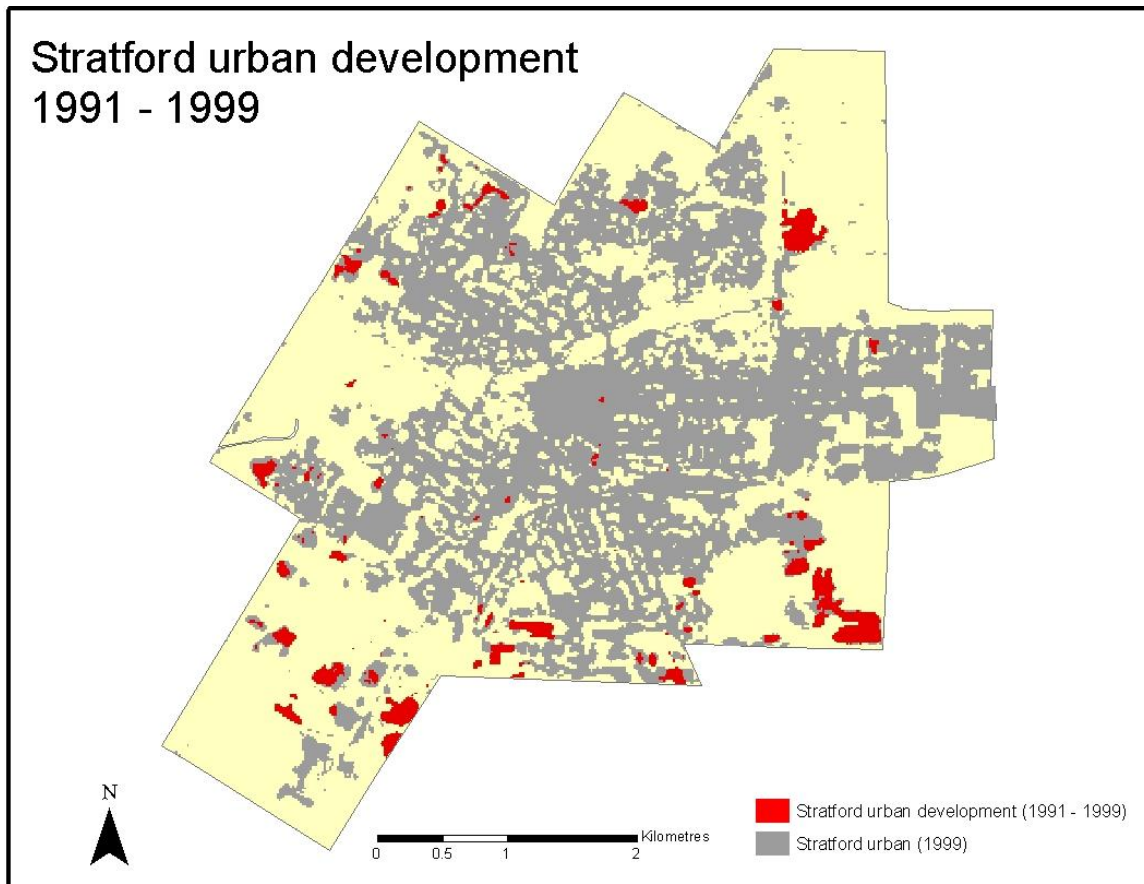 Stratford urban development
1991 - 1999
N
Kilometres
0 0.5 1 2
Stratford urban development (1991 - 1999)
Stratford urban (1999)